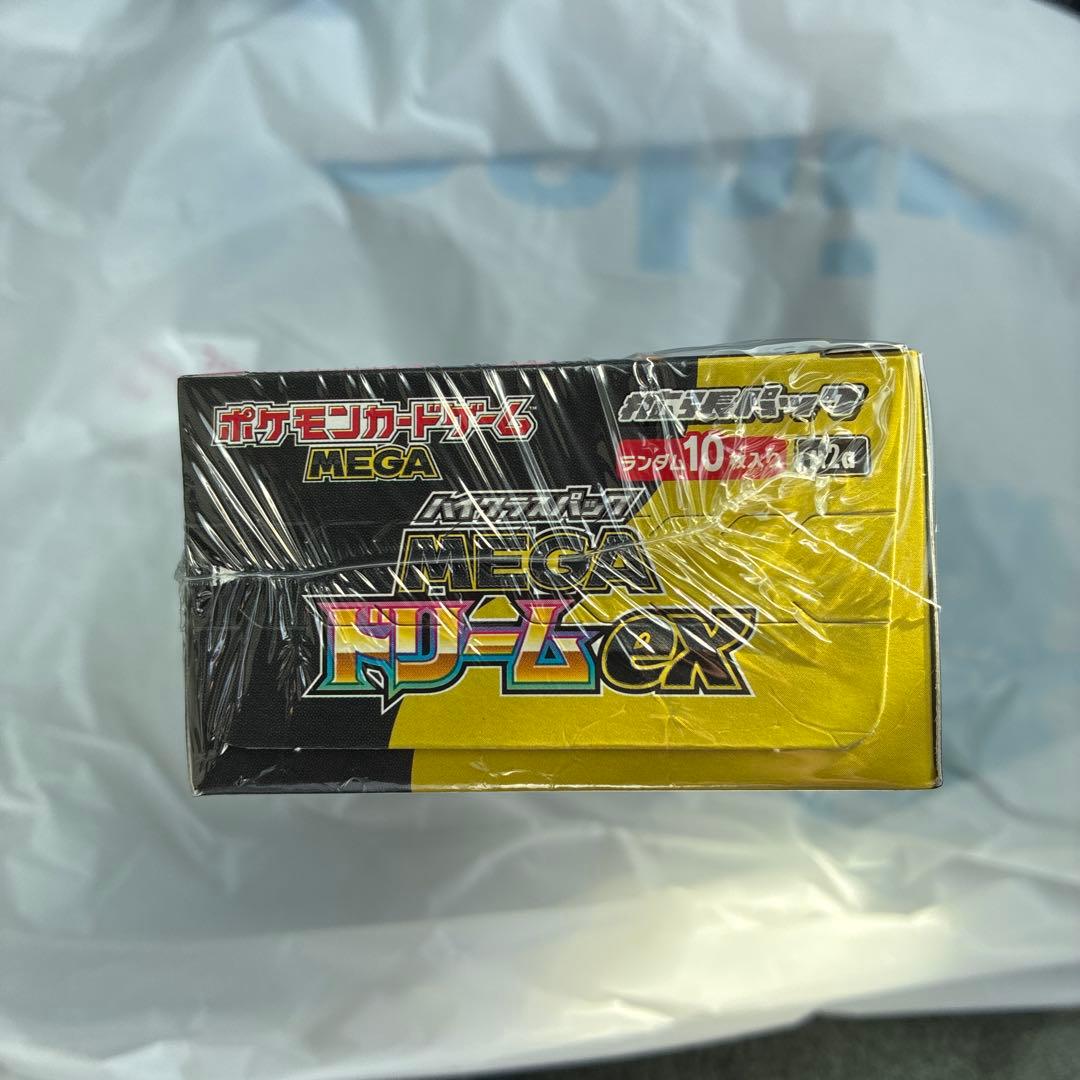 ポケモンカードゲーム
MEGA
拡張パック
ランダム10枚入り
ハイクラスパック
MEGA
ドリームex